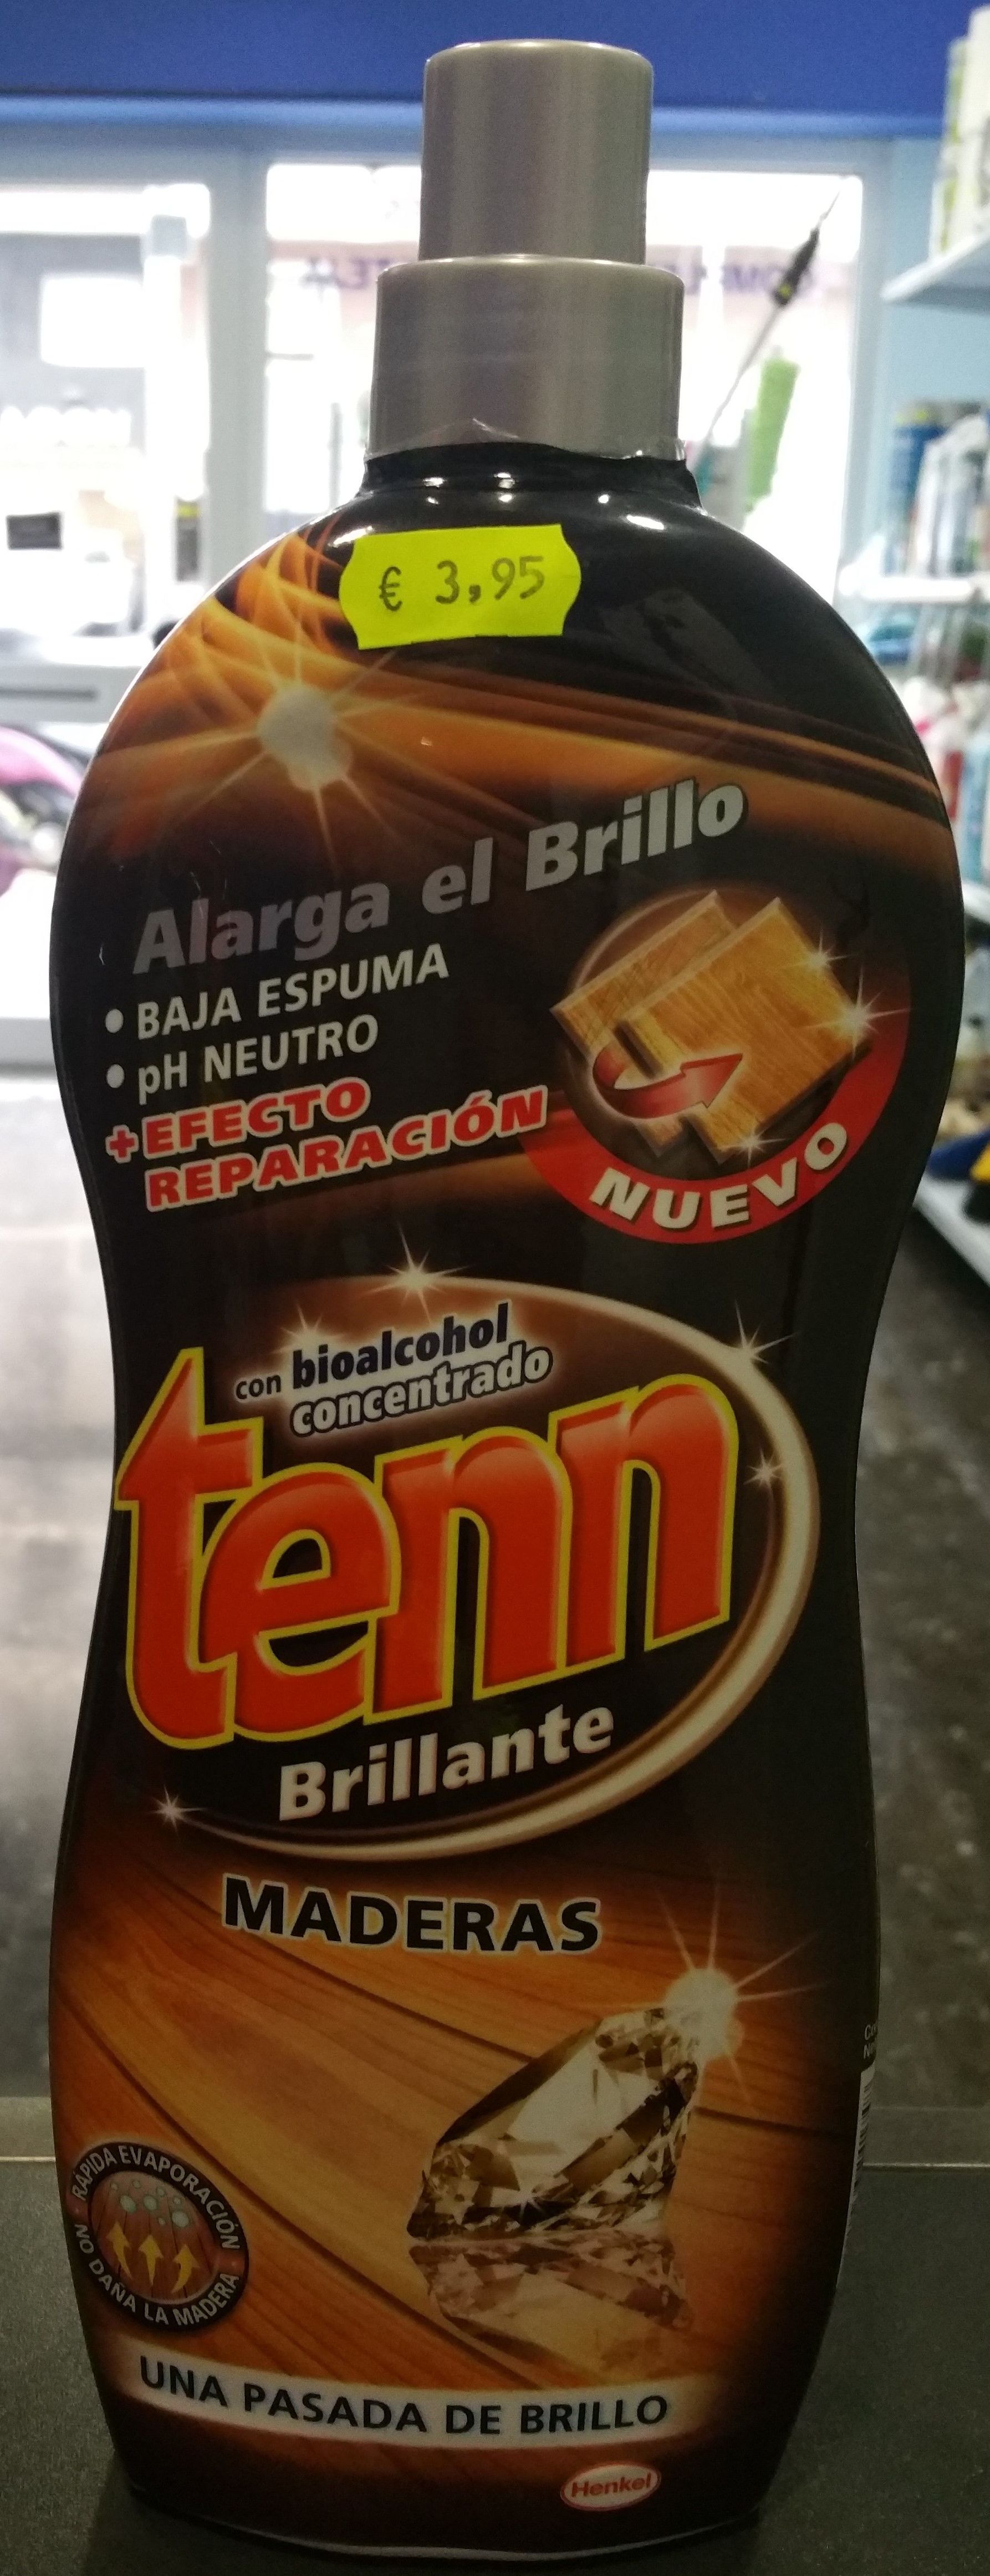 € 3,95
Alarga el Brillo
• BAJA ESPUMA
• pH NEUTRO
+EFECTO
REPARACIÓN
NUEVO
con bioalcohol
concentrado
tenn
Brillante
MADERAS
RÁPIDA EVAPORACIÓN
NO DAÑA LA MADERA
UNA PASADA DE BRILLO
Henkel